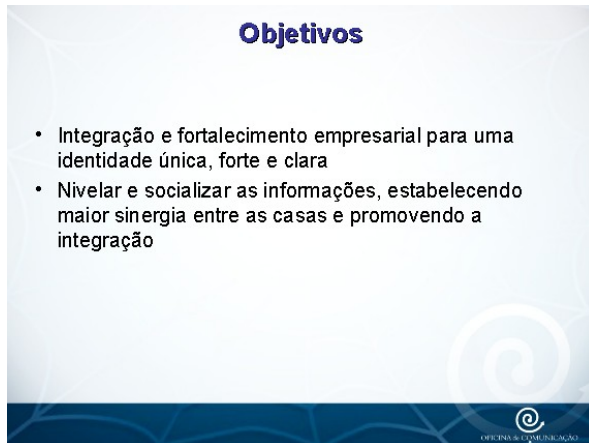 Objetivos
• Integração e fortalecimento empresarial para uma
identidade única, forte e clara
• Nivelar e socializar as informações, estabelecendo
maior sinergia entre as casas e promovendo a
integração
OFICINA de COMUNICAÇÃO